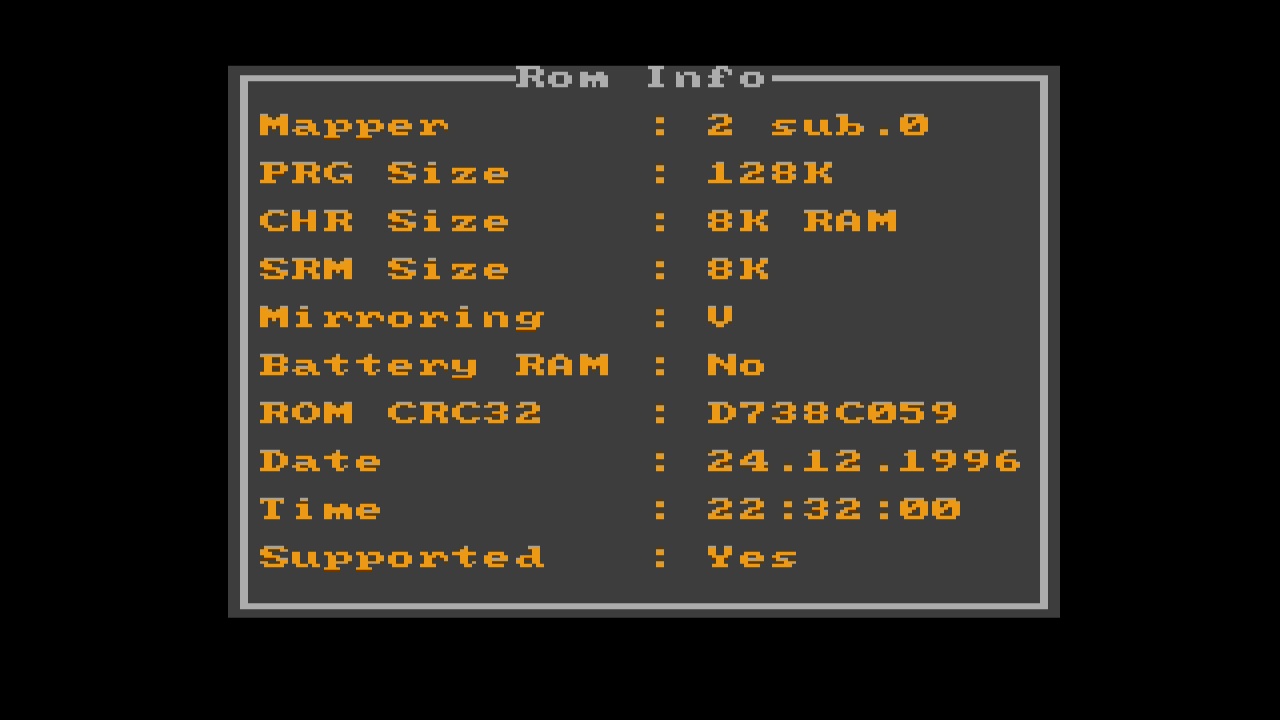 Rom Info
Mapper : 2 sub.0
PRG Size : 128K
CHR Size : 8K RAM
SRM Size : 8K
Mirroring : V
Battery RAM : No
ROM CRC32 : D738C059
Date : 24.12.1996
Time : 22:32:00
Supported : Yes